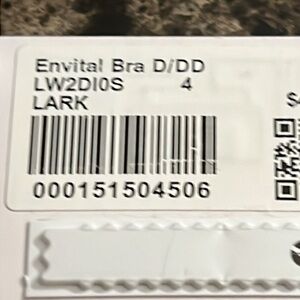 Envital Bra D/DD
LW2DI0S 4
LARK
$
000151504506